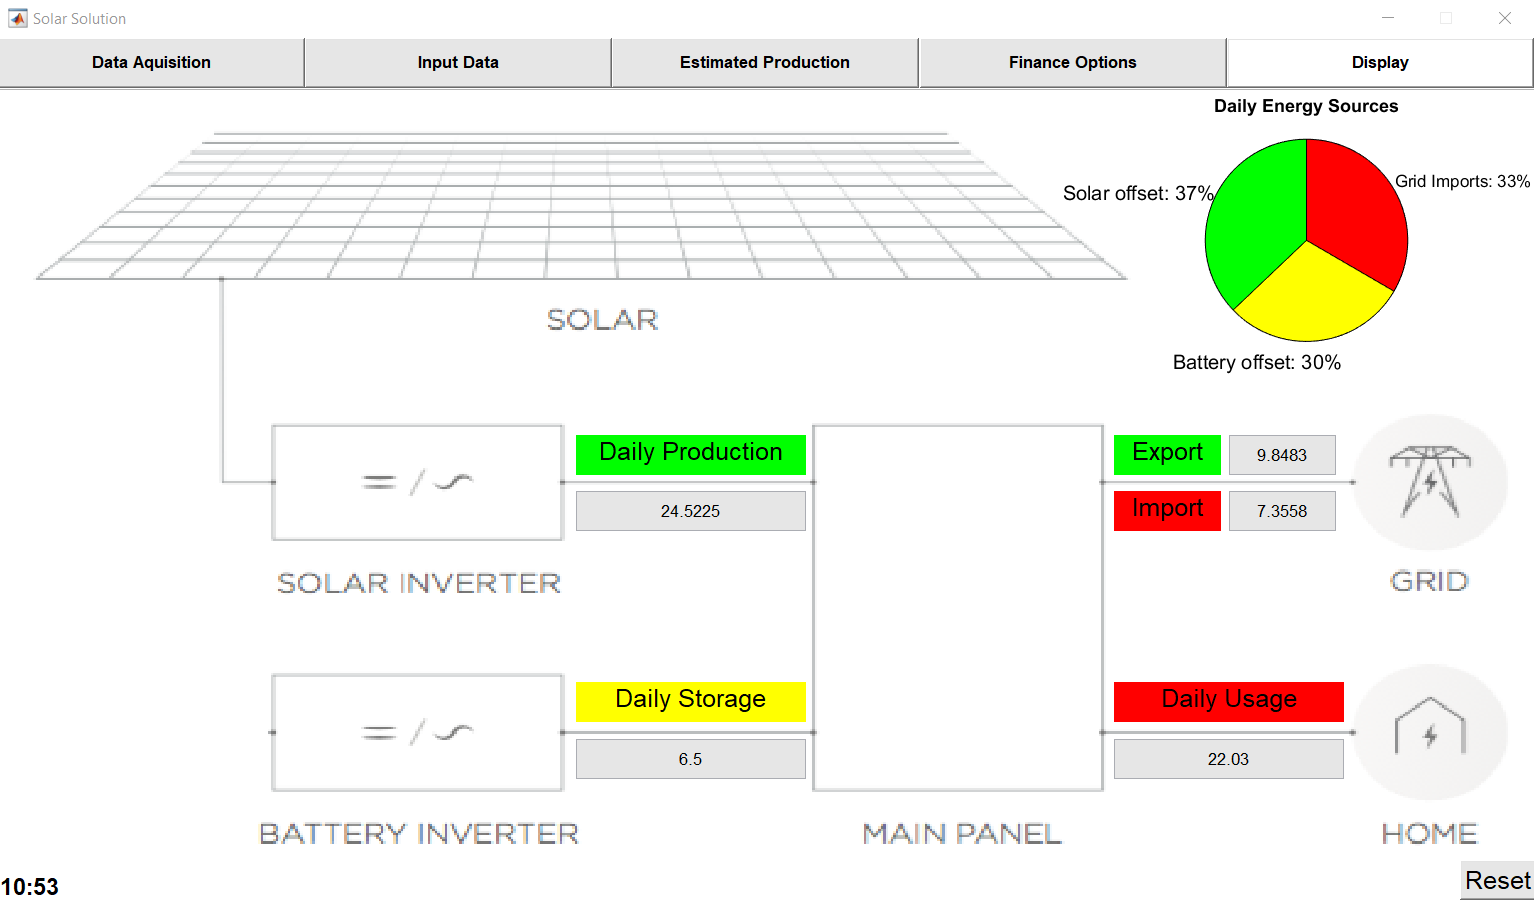 Solar Solution
Data Aquisition
Input Data
Estimated Production
Finance Options
Display
Daily Energy Sources
Solar offset: 37%
Grid Imports: 33%
Battery offset: 30%
SOLAR
Daily Production
24.5225
Export
9.8483
Import
7.3558
SOLAR INVERTER
GRID
Daily Storage
6.5
Daily Usage
22.03
BATTERY INVERTER
MAIN PANEL
HOME
10:53
Reset